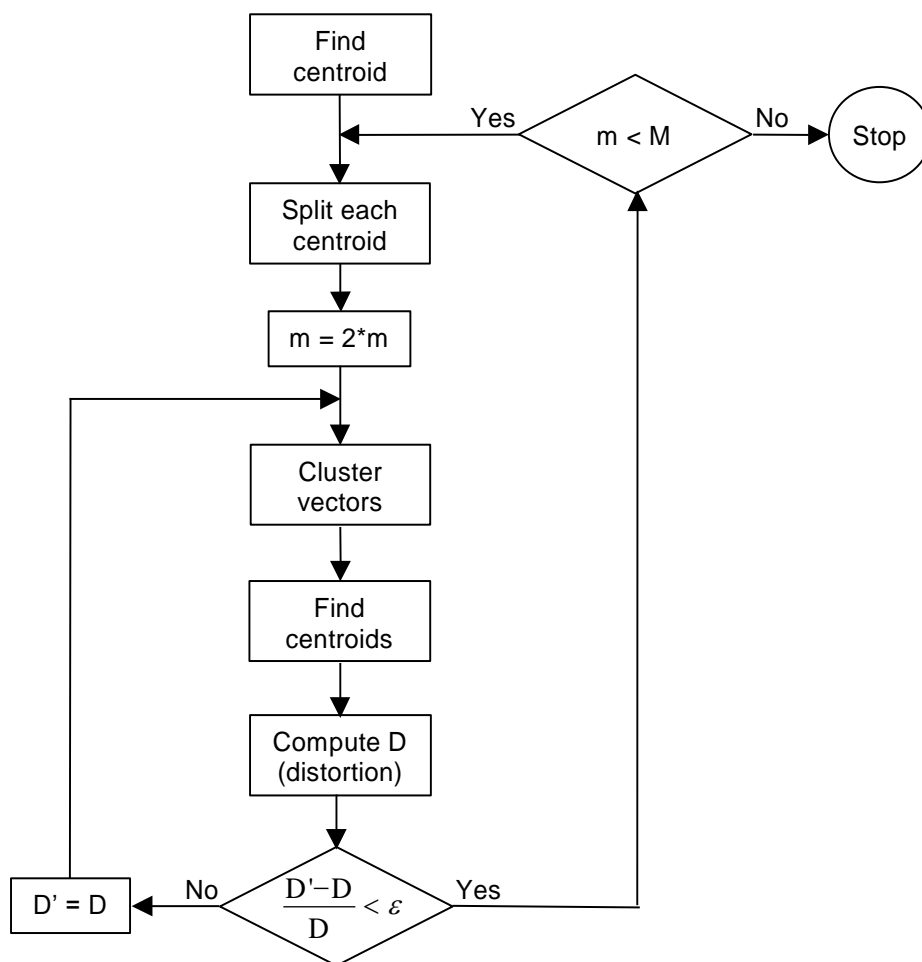 Find
centroid
Yes
m < M
No
Stop
Split each
centroid
m = 2*m
Cluster
vectors
Find
centroids
Compute D
(distortion)
D’ = D
No
D'−D
D
< ε
Yes